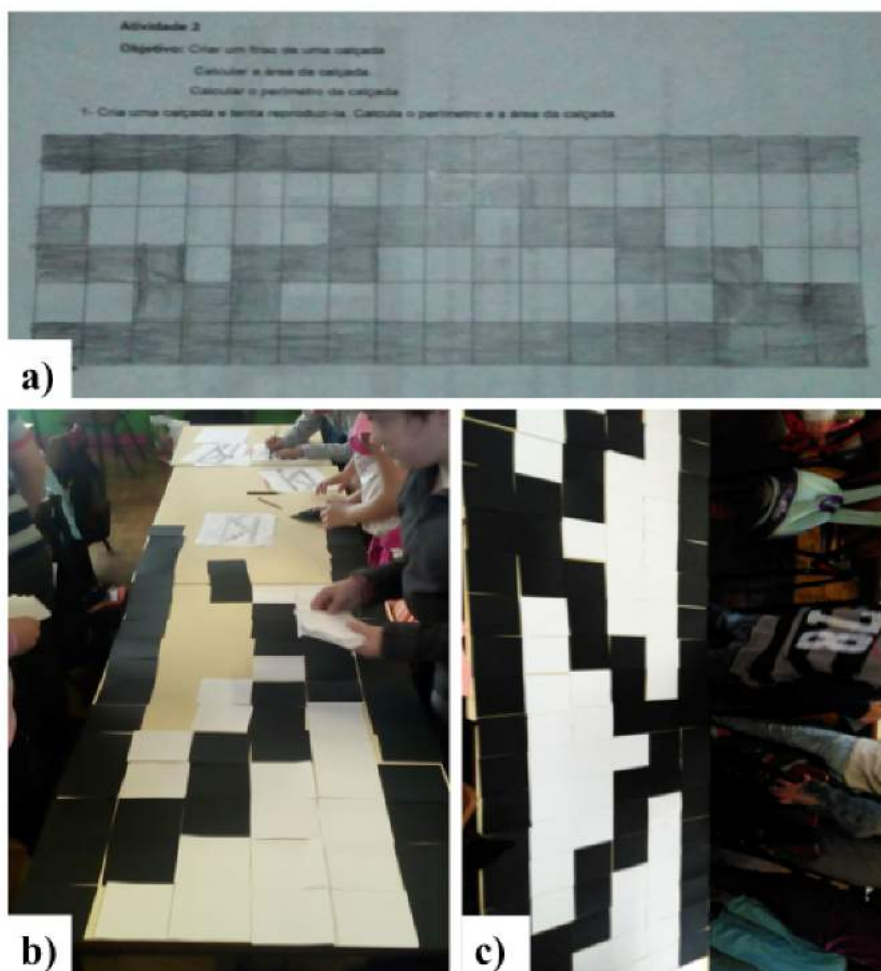 Atividade 2
Objetivo: Criar um friso de uma calçada
Calcular a área da calçada
Calcular o perímetro da calçada
1- Cria uma calçada e tenta reproduzi-la. Calcula o perímetro e a área da calçada
a)
b)
c)